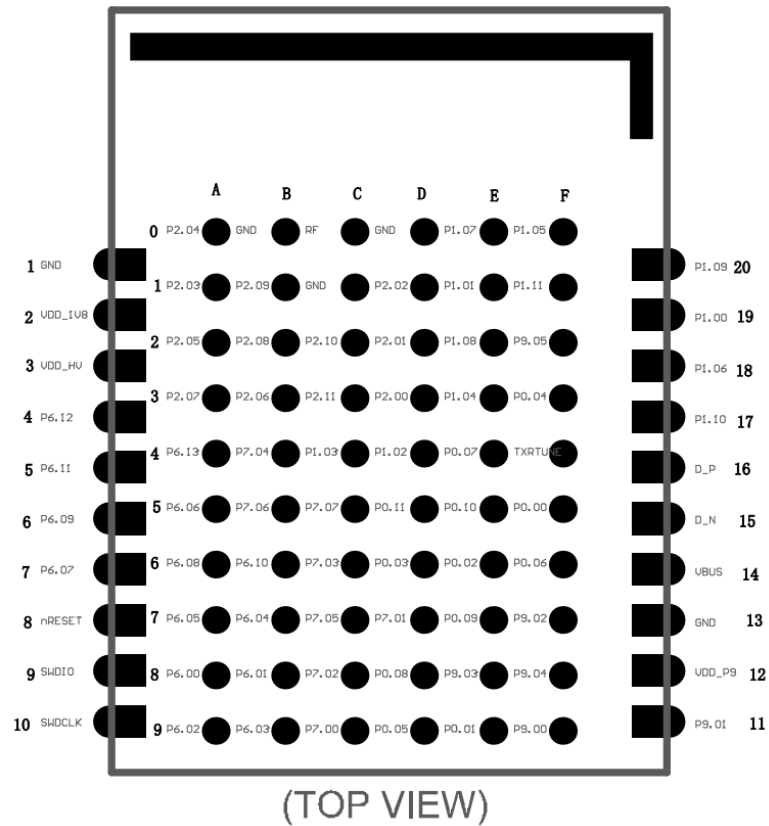 A B C D E F
0 P2.04 GND RF GND P1.07 P1.05
1 GND
P1.09 20
1 P2.03 P2.09 GND P2.02 P1.01 P1.11
2 VDD_1V8
P1.00 19
2 P2.05 P2.08 P2.10 P2.01 P1.08 P9.05
3 VDD_HV
P1.06 18
3 P2.07 P2.06 P2.11 P2.00 P1.04 P0.04
4 P6.12
P1.10 17
4 P6.13 P7.04 P1.03 P1.02 P0.07 TXRTUNE
5 P6.11
D_P 16
5 P6.06 P7.06 P7.07 P0.11 P0.10 P0.00
6 P6.09
D_N 15
6 P6.08 P6.10 P7.03 P0.03 P0.02 P0.06
7 P6.07
VBUS 14
7 P6.05 P6.04 P7.05 P7.01 P0.09 P9.02
8 nRESET
GND 13
8 P6.00 P6.01 P7.02 P0.08 P9.03 P9.04
9 SWDIO
VDD_P9 12
9 P6.02 P6.03 P7.00 P0.05 P0.01 P9.00
10 SWDCLK
P9.01 11
(TOP VIEW)